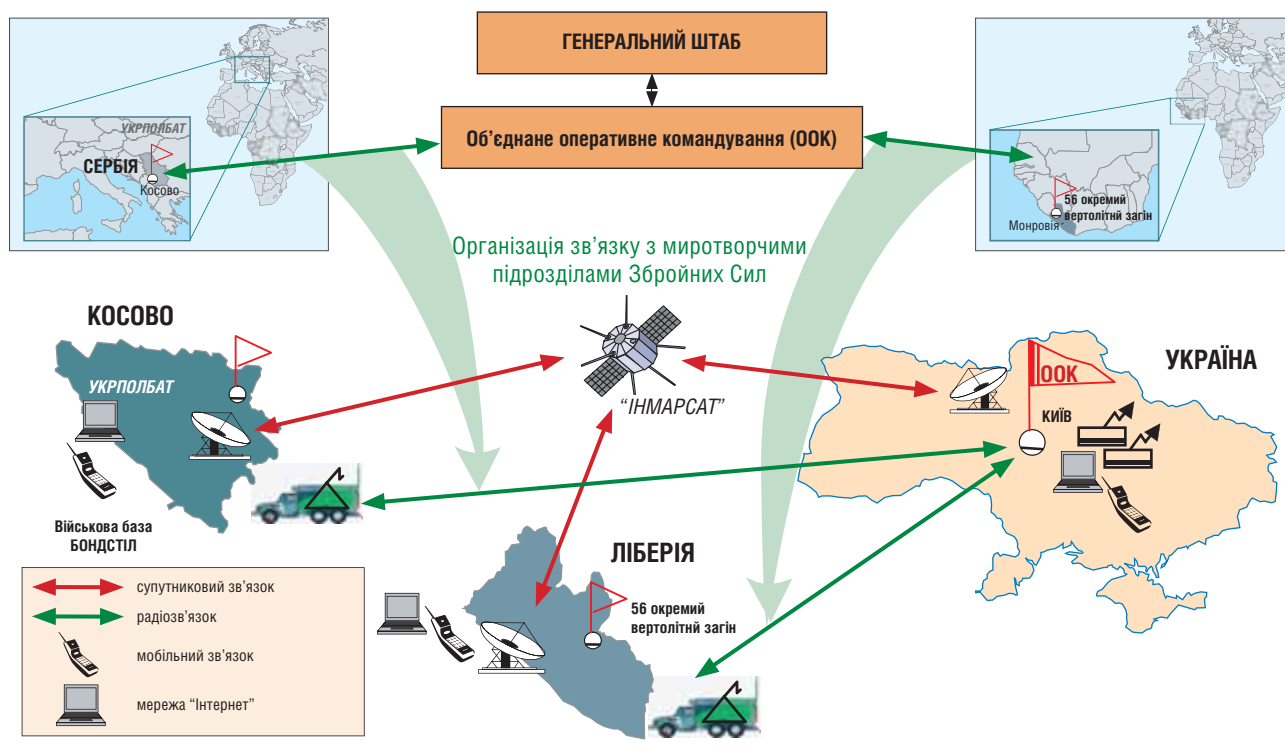 ГЕНЕРАЛЬНИЙ ШТАБ
Об’єднане оперативне командування (ООК)
УКРПОЛБАТ
СЕРБІЯ
Косово
56 окремий
вертолітний загін
Монровія
Організація зв’язку з миротворчими
підрозділами Збройних Сил
КОСОВО
УКРПОЛБАТ
“ІНМАРСАТ”
УКРАЇНА
ООК
КИЇВ
Військова база
БОНДСТІЛ
ЛІБЕРІЯ
56 окремий
вертолітний загін
супутниковий зв’язок
радіозв’язок
мобільний зв’язок
мережа “Інтернет”